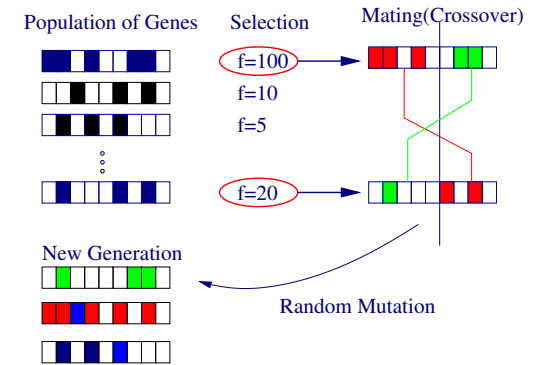 Population of Genes
Selection
Mating(Crossover)
f=100
f=10
f=5
f=20
New Generation
Random Mutation